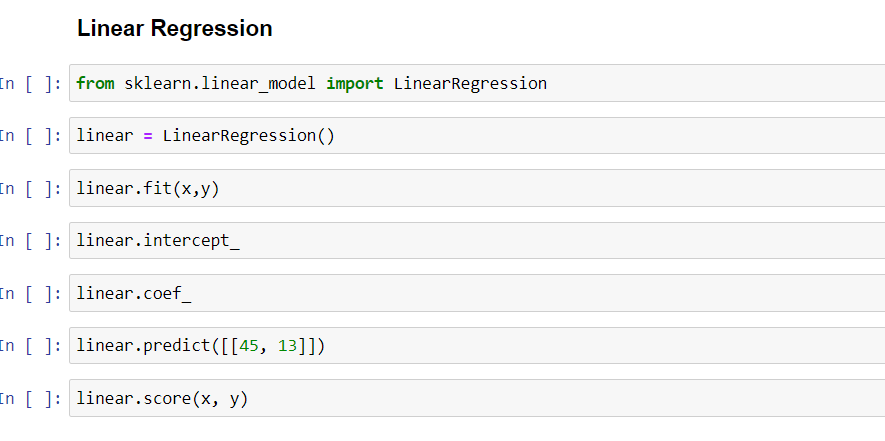 Linear Regression
In [ ]: from sklearn.linear_model import LinearRegression
In [ ]: linear = LinearRegression()
In [ ]: linear.fit(x,y)
In [ ]: linear.intercept_
In [ ]: linear.coef_
In [ ]: linear.predict([[45, 13]])
In [ ]: linear.score(x, y)